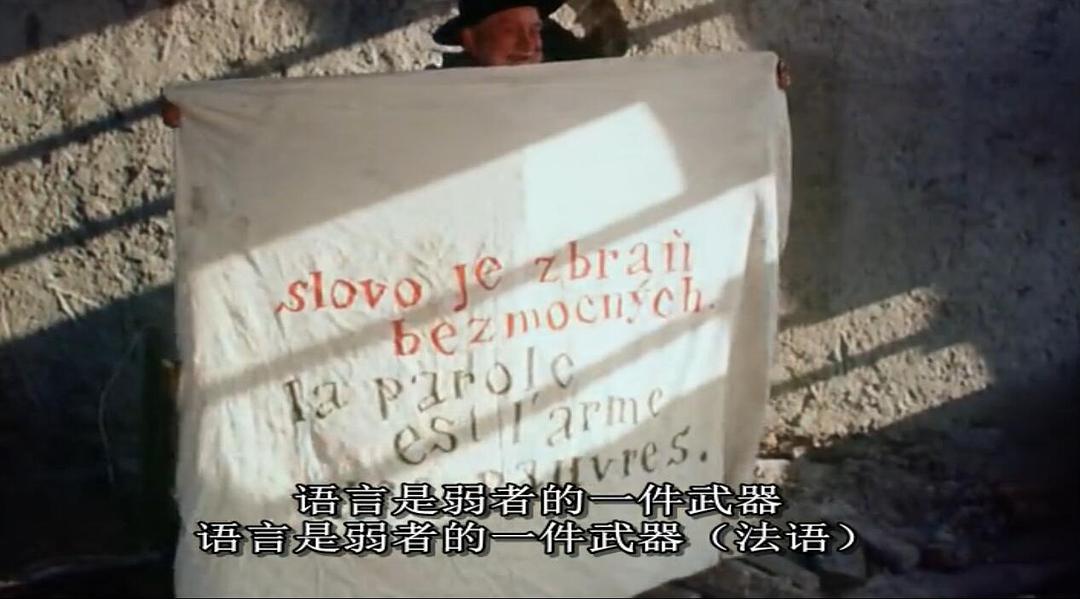 slovo je zbraň
bezmocných.
la parole
est l'arme
pauvres.
语言是弱者的一件武器
语言是弱者的一件武器（法语）